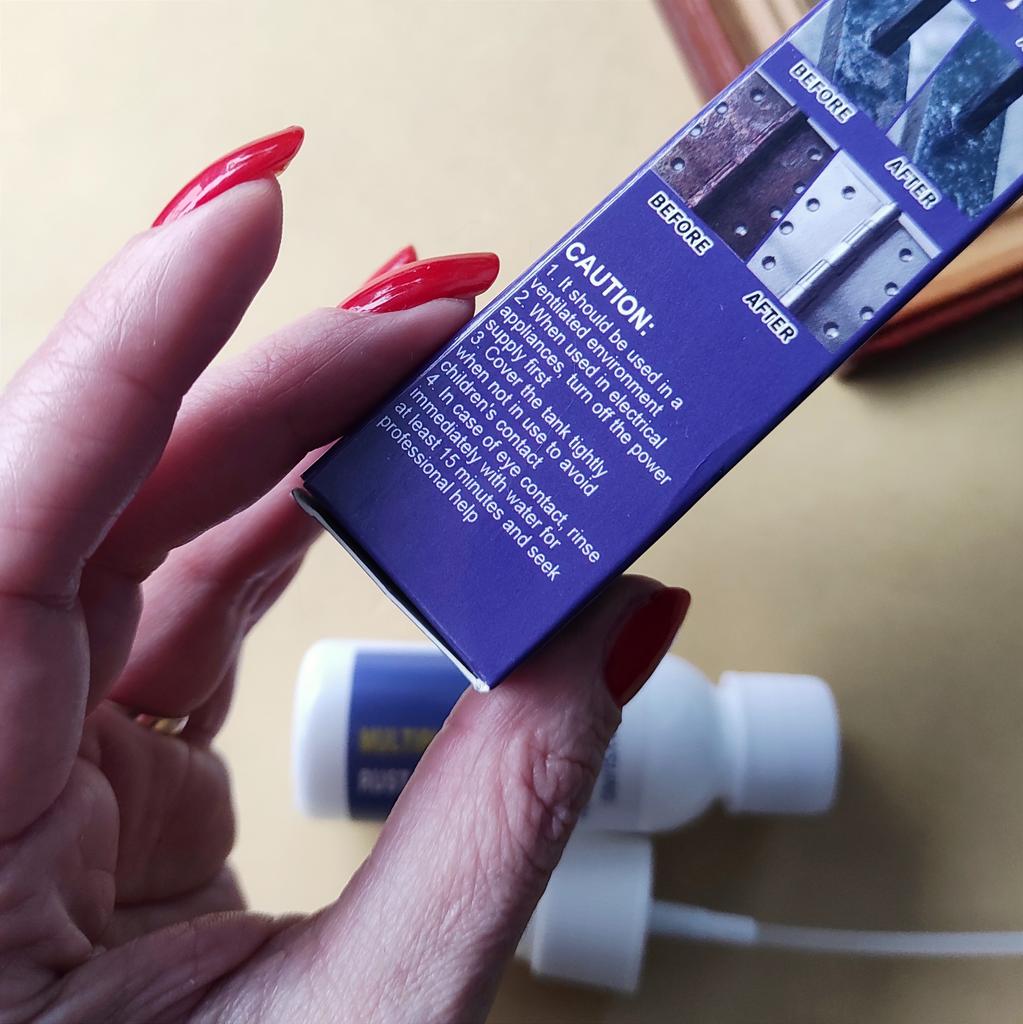 BEFORE
AFTER
BEFORE
AFTER
CAUTION:
1. It should be used in a
ventilated environment
2. When used in electrical
appliances, turn off the power
supply first
3. Cover the tank tightly
when not in use to avoid
children's contact
4. In case of eye contact, rinse
immediately with water for
at least 15 minutes and seek
professional help